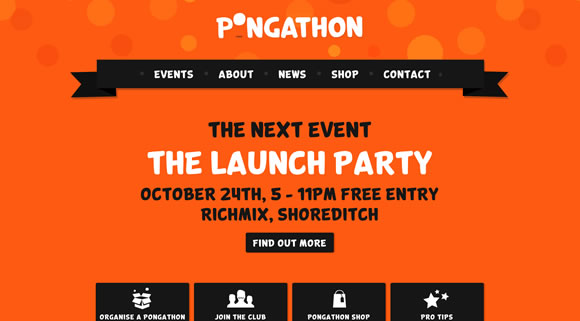 PONGATHON
EVENTS ABOUT NEWS SHOP CONTACT
THE NEXT EVENT
THE LAUNCH PARTY
OCTOBER 24TH, 5 - 11PM FREE ENTRY
RICHMIX, SHOREDITCH
FIND OUT MORE
ORGANISE A PONGATHON JOIN THE CLUB PONGATHON SHOP PRO TIPS